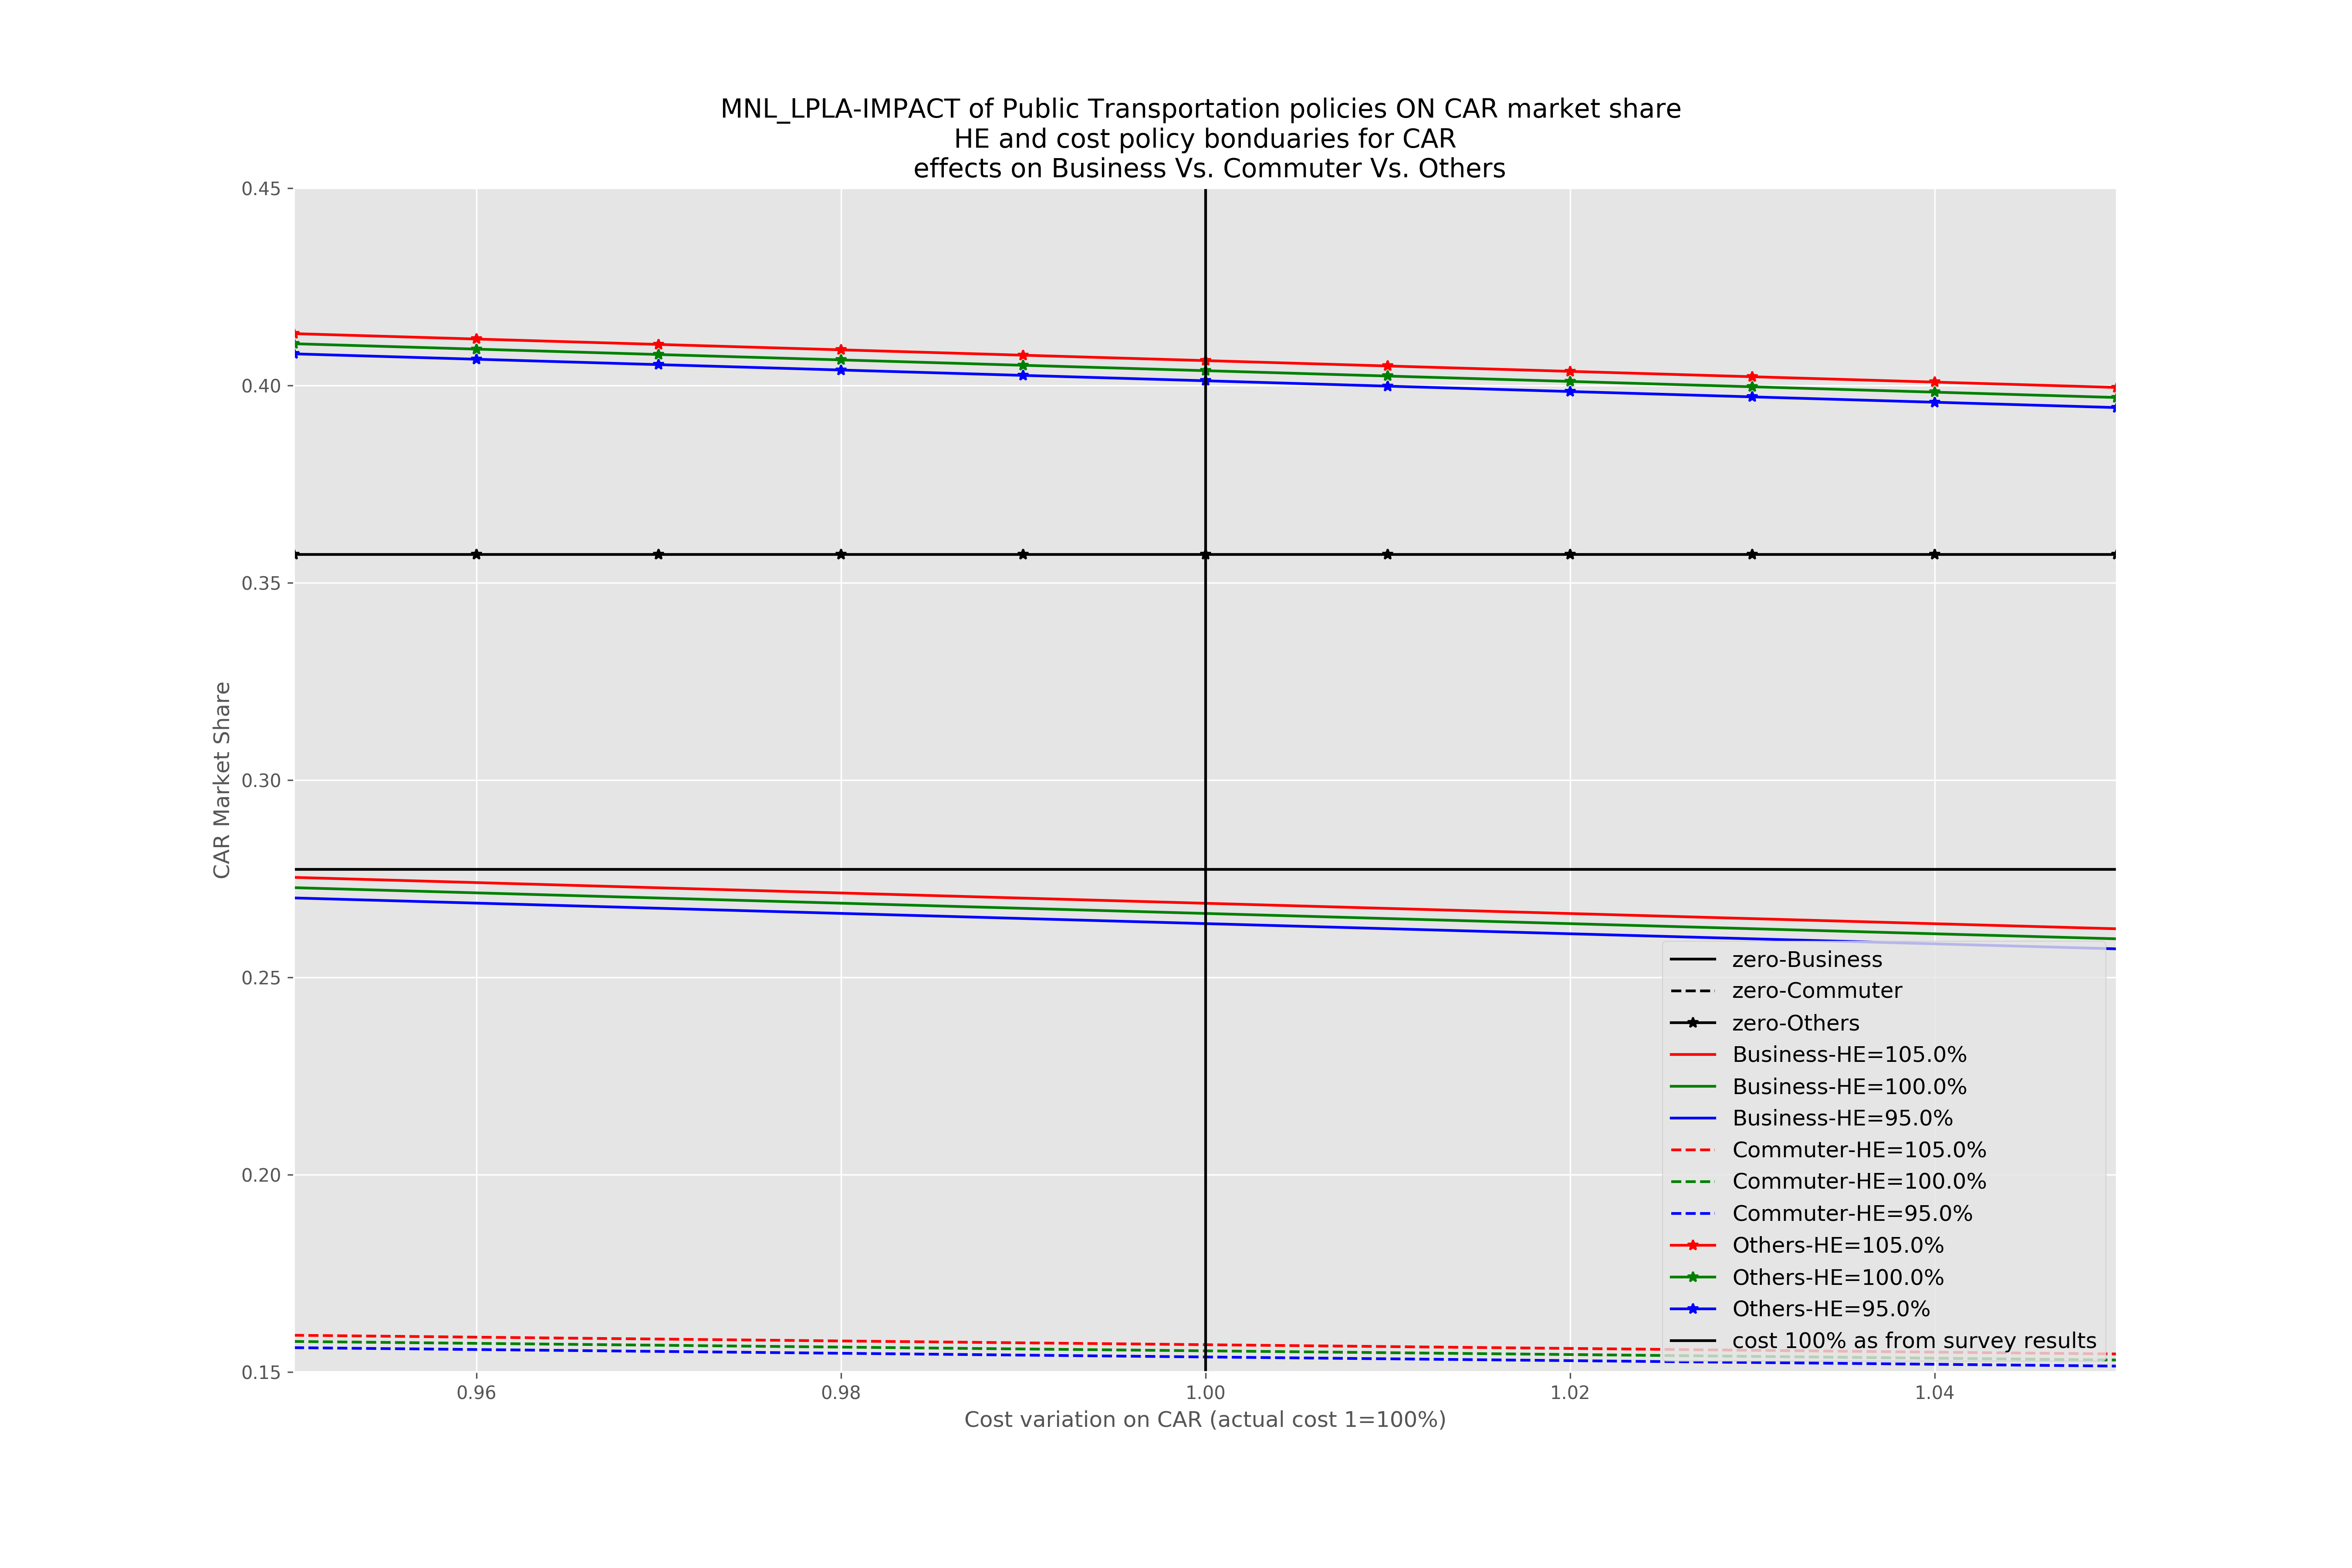 MNL_LPLA-IMPACT of Public Transportation policies ON CAR market share
HE and cost policy bonduaries for CAR
effects on Business Vs. Commuter Vs. Others
CAR Market Share
0.45
0.40
0.35
0.30
0.25
0.20
0.15
zero-Business
zero-Commuter
zero-Others
Business-HE=105.0%
Business-HE=100.0%
Business-HE=95.0%
Commuter-HE=105.0%
Commuter-HE=100.0%
Commuter-HE=95.0%
Others-HE=105.0%
Others-HE=100.0%
Others-HE=95.0%
cost 100% as from survey results
0.96 0.98 1.00 1.02 1.04
Cost variation on CAR (actual cost 1=100%)